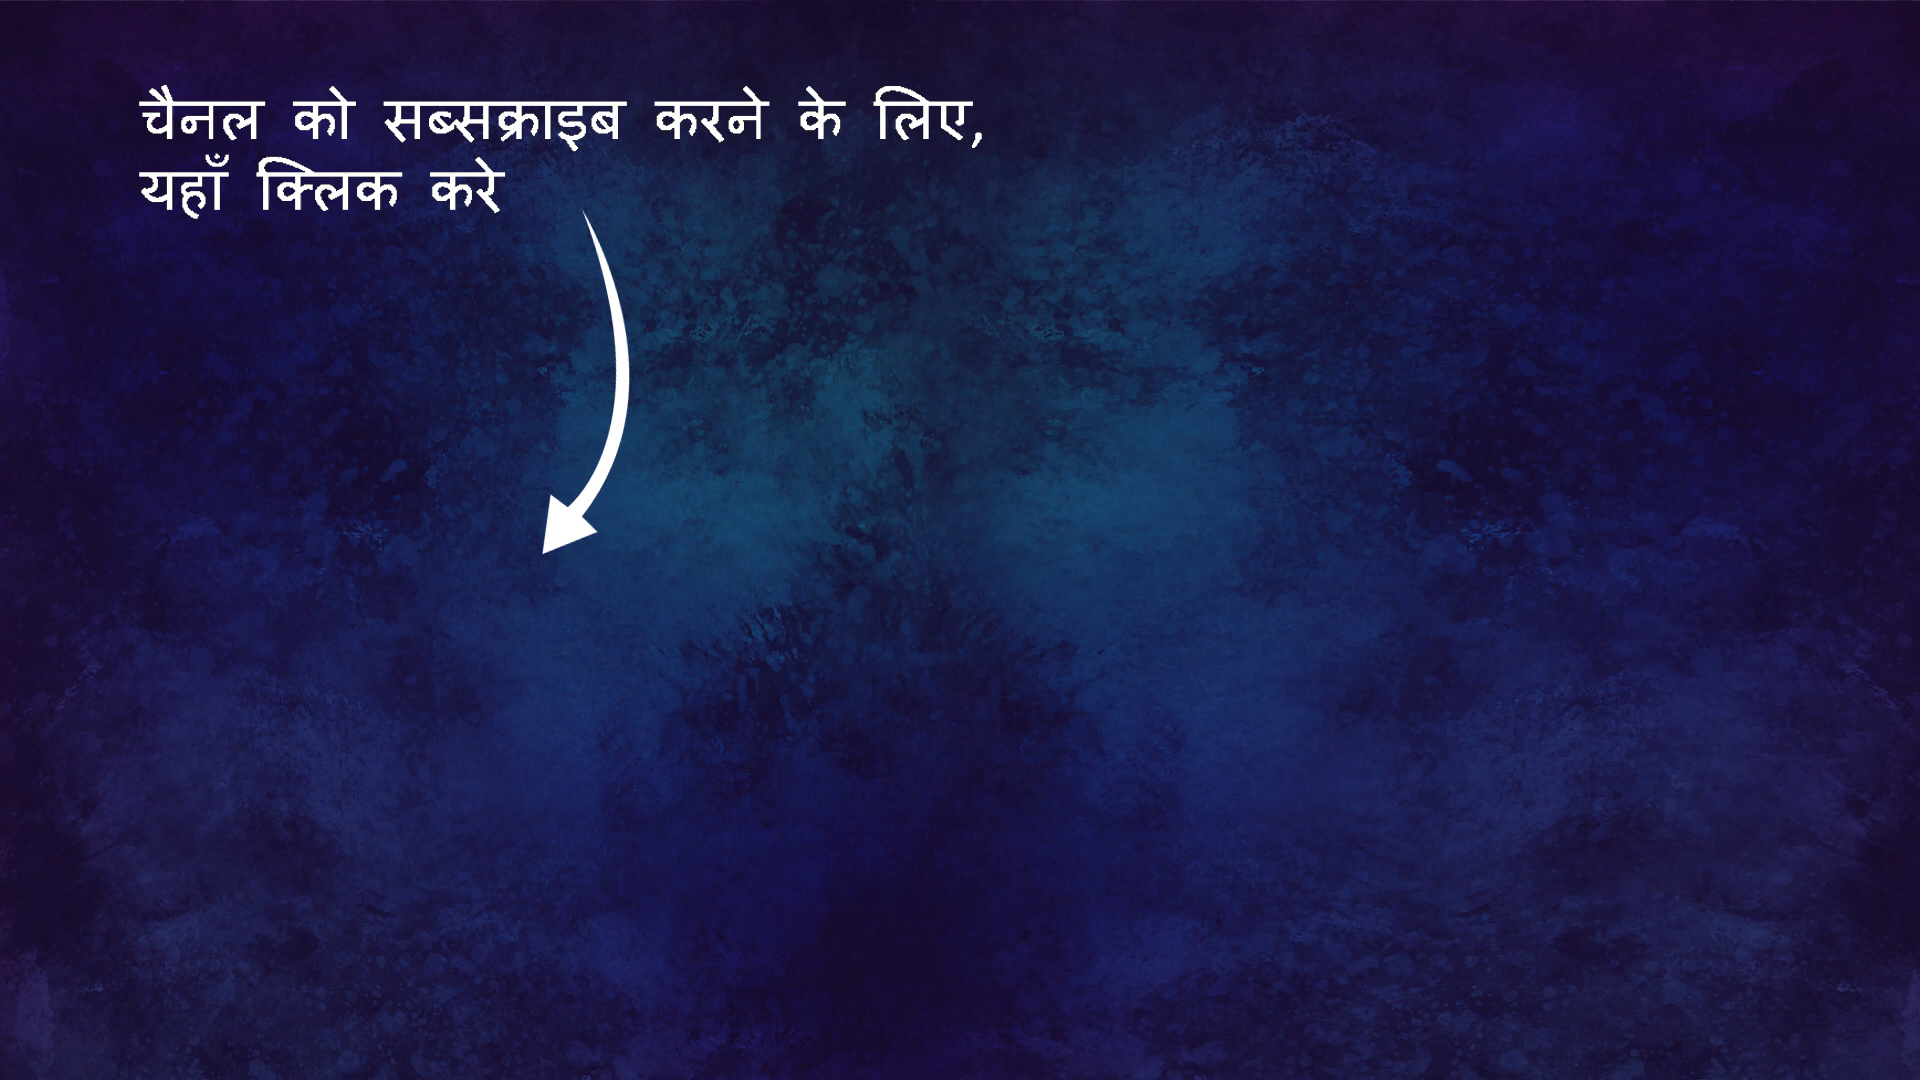 चैनल को सब्सक्राइब करने के लिए,
यहाँ क्लिक करे